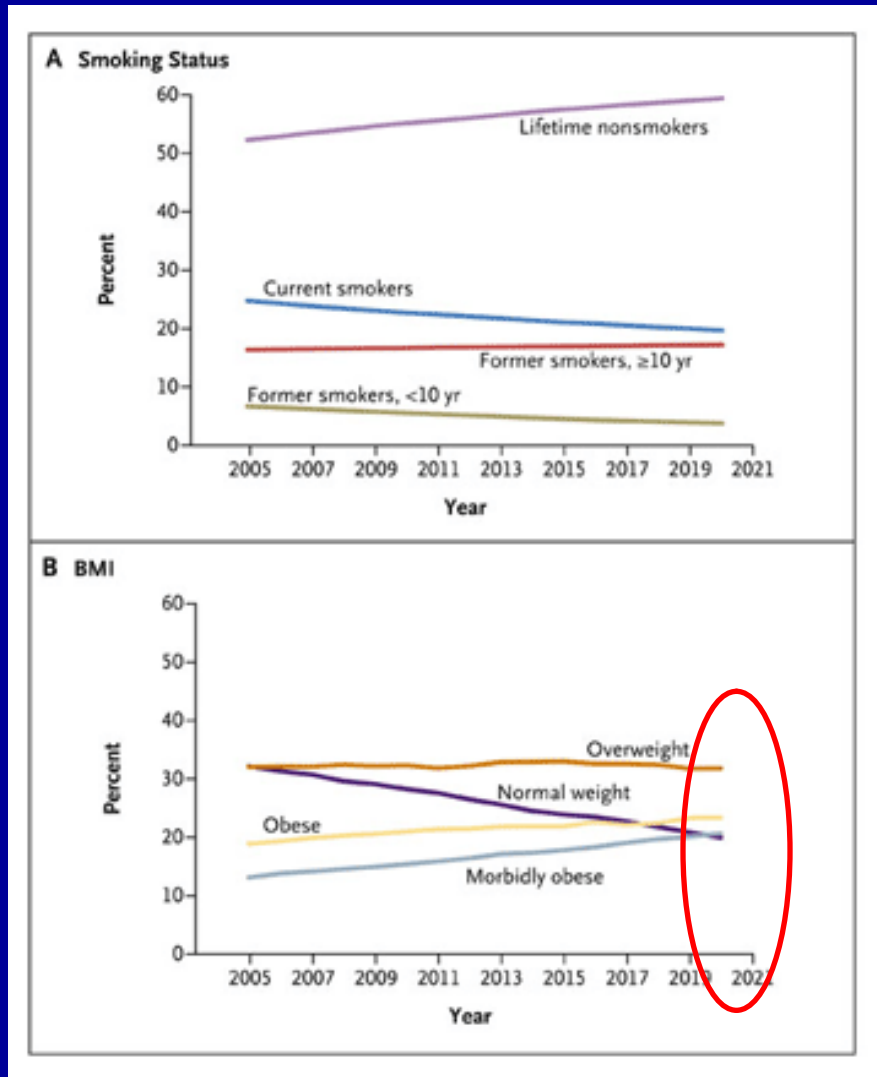 A Smoking Status
60
Lifetime nonsmokers
50
40
Percent
30
Current smokers
20
Former smokers, ≥10 yr
10
Former smokers, <10 yr
0
2005 2007 2009 2011 2013 2015 2017 2019 2021
Year
B BMI
60
50
40
Overweight
Percent
30
Normal weight
Obese
20
Morbidly obese
10
0
2005 2007 2009 2011 2013 2015 2017 2019 2021
Year